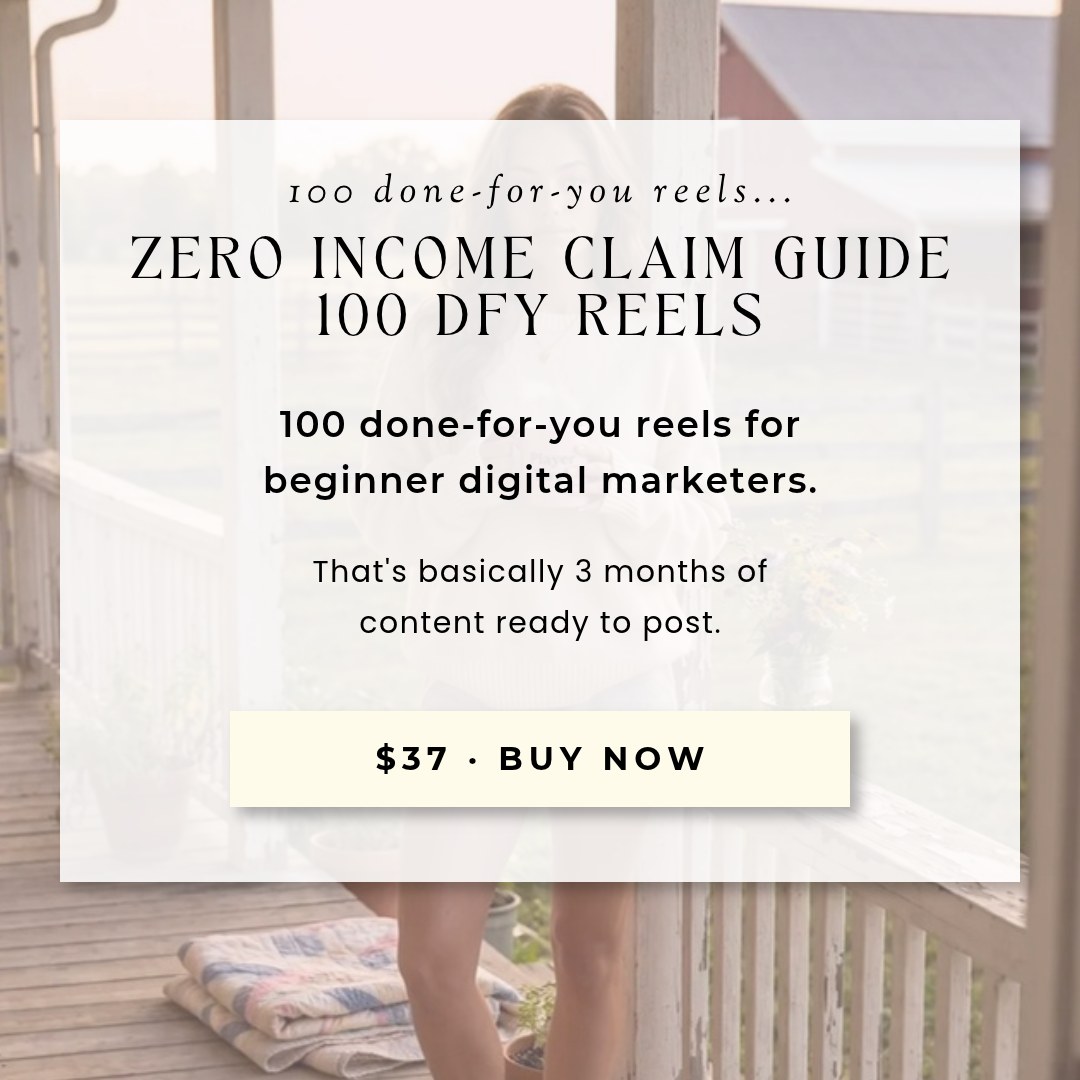 100 done-for-you reels...
ZERO INCOME CLAIM GUIDE
100 DFY REELS
100 done-for-you reels for
beginner digital marketers.
That's basically 3 months of
content ready to post.
$37 · BUY NOW